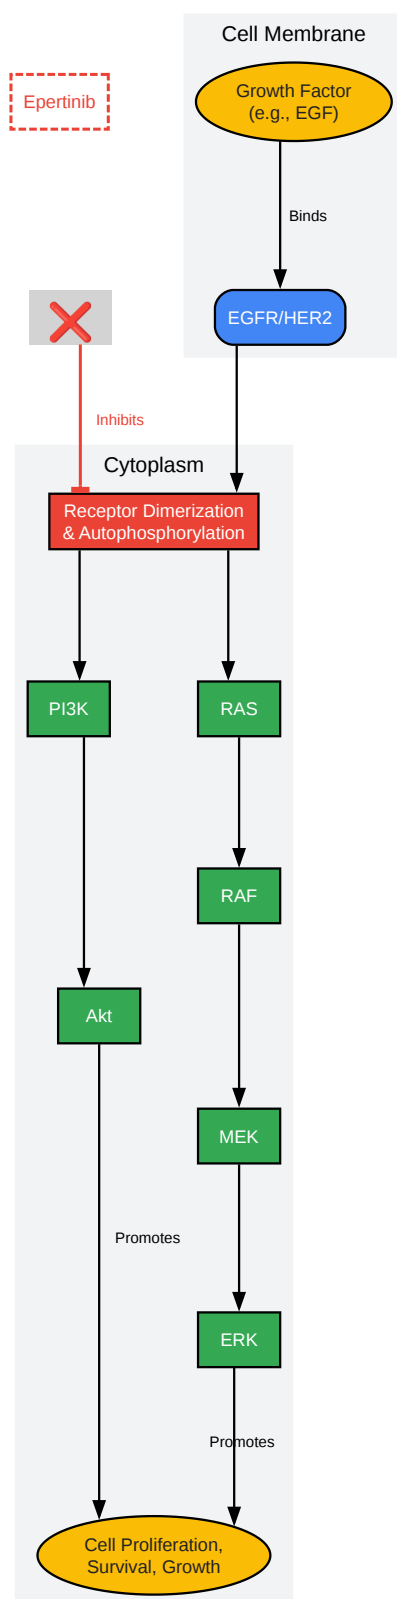 Cell Membrane
Epertinib
Growth Factor
(e.g., EGF)
Binds
EGFR/HER2
Inhibits
Cytoplasm
Receptor Dimerization
& Autophosphorylation
PI3K
RAS
RAF
Akt
MEK
Promotes
ERK
Promotes
Cell Proliferation,
Survival, Growth